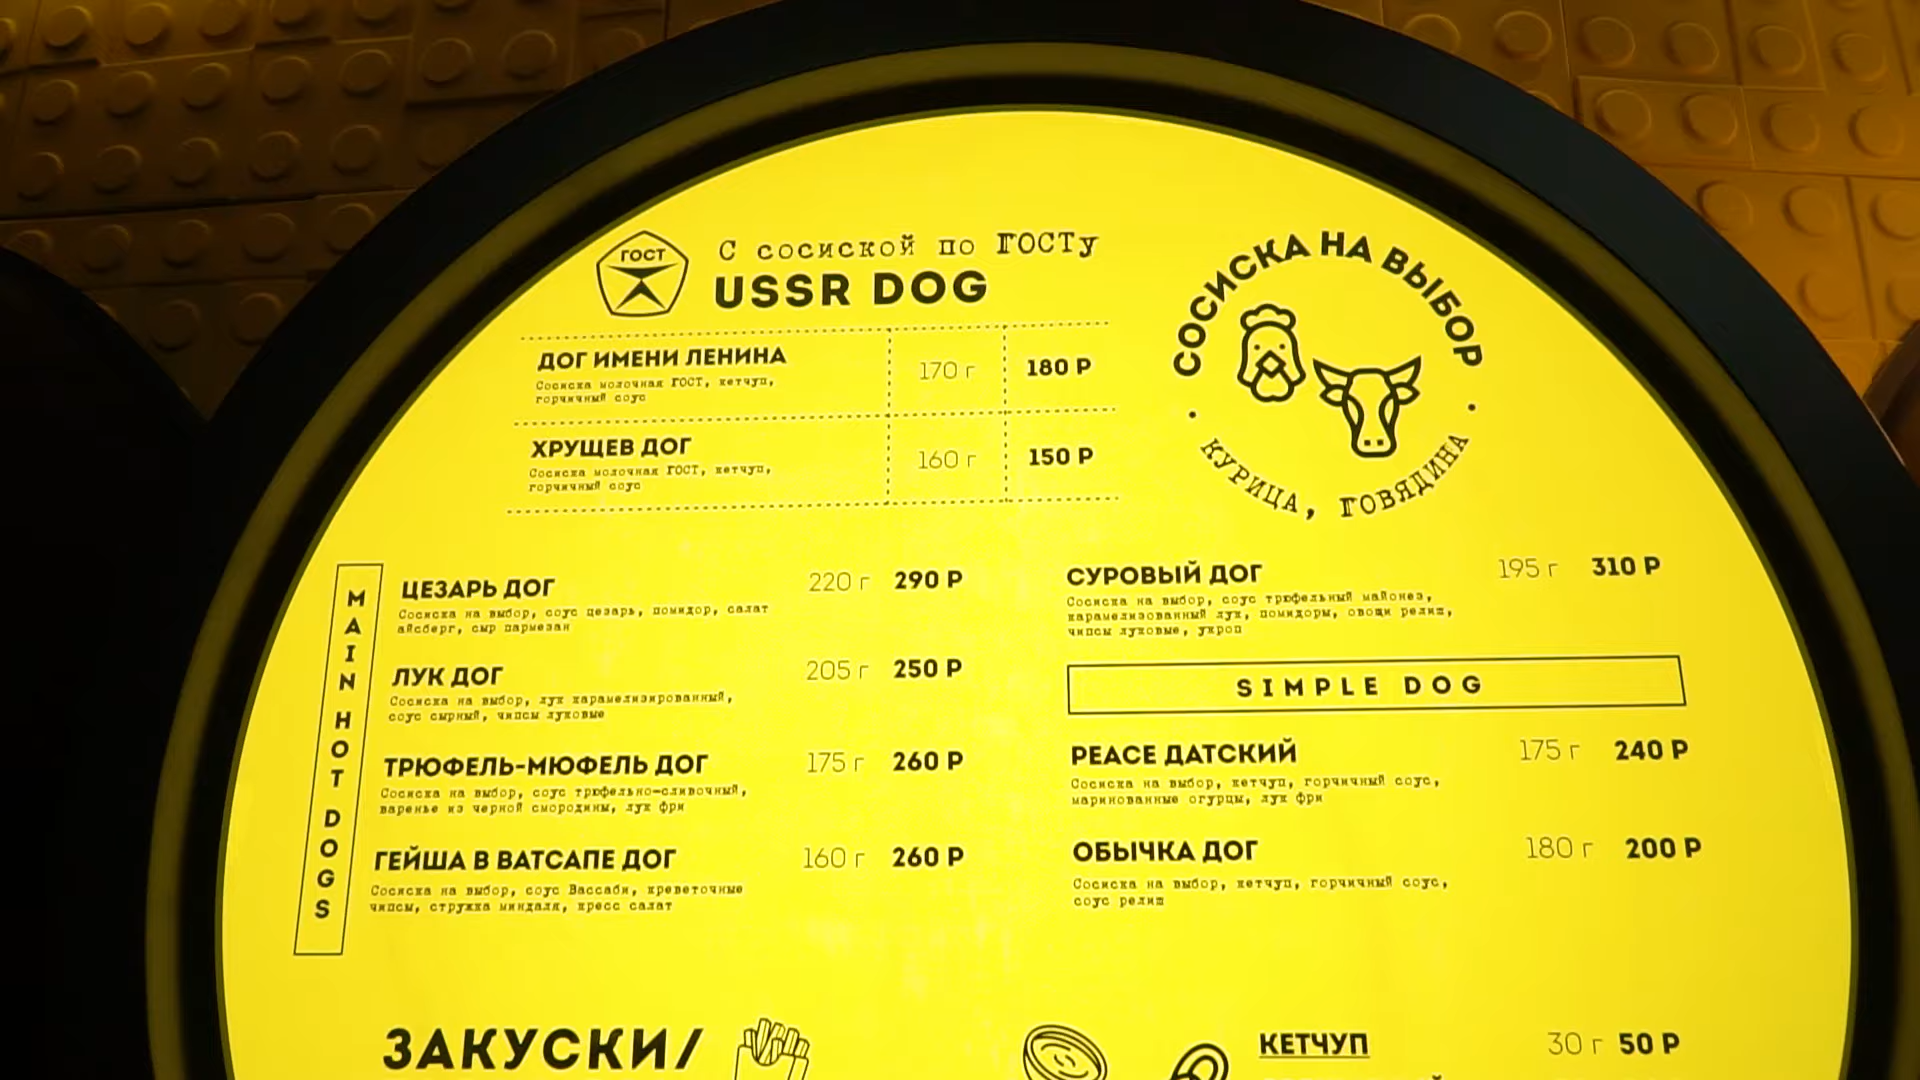 ГОСТ
С сосиской по ГОСТу
USSR DOG
ДОГ ИМЕНИ ЛЕНИНА 170 г 180 Р
Сосиска молочная ГОСТ, кетчуп,
горчичный соус
ХРУЩЕВ ДОГ 160 г 150 Р
Сосиска молочная ГОСТ, кетчуп,
горчичный соус
СОСИСКА НА ВЫБОР
КУРИЦА, ГОВЯДИНА
MAIN HOT DOGS
ЦЕЗАРЬ ДОГ 220 г 290 Р
Сосиска на выбор, соус цезарь, помидор, салат
айсберг, сыр пармезан
ЛУК ДОГ 205 г 250 Р
Сосиска на выбор, лук карамелизированный,
соус сырный, чипсы луковые
ТРЮФЕЛЬ-МЮФЕЛЬ ДОГ 175 г 260 Р
Сосиска на выбор, соус трюфельно-сливочный,
варенье из черной смородины, лук фри
ГЕЙША В ВАТСАПЕ ДОГ 160 г 260 Р
Сосиска на выбор, соус Вассаби, креветочные
чипсы, стружка миндаля, кресс салат
СУРОВЫЙ ДОГ 195 г 310 Р
Сосиска на выбор, соус трюфельный майонез,
карамелизованный лук, помидоры, овощи релиш,
чипсы луковые, укроп
SIMPLE DOG
PEACE ДАТСКИЙ 175 г 240 Р
Сосиска на выбор, кетчуп, горчичный соус,
маринованные огурцы, лук фри
ОБЫЧКА ДОГ 180 г 200 Р
Сосиска на выбор, кетчуп, горчичный соус,
соус релиш
ЗАКУСКИ/
КЕТЧУП 30 г 50 Р